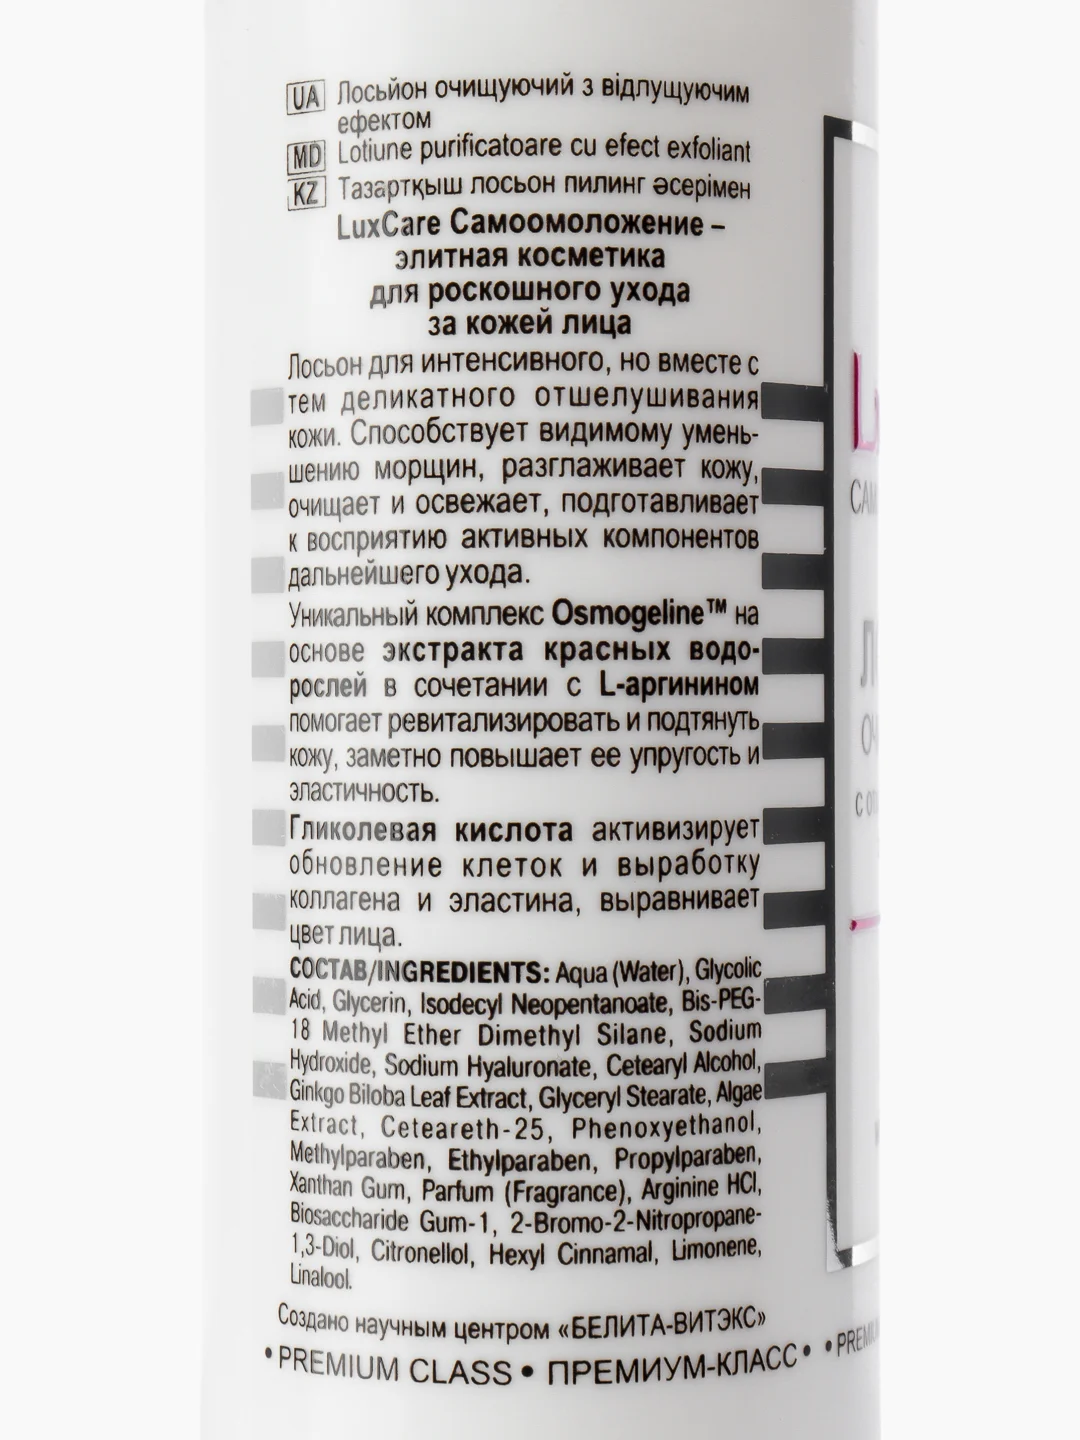 UA Лосьйон очищуючий з відлущуючим
ефектом
MD Lotiune purificatoare cu efect exfoliant
KZ Тазартқыш лосьон пилинг әсерімен
LuxCare Самоомоложение –
элитная косметика
для роскошного ухода
за кожей лица
Лосьон для интенсивного, но вместе с
тем деликатного отшелушивания
кожи. Способствует видимому умень-
шению морщин, разглаживает кожу,
очищает и освежает, подготавливает
к восприятию активных компонентов
дальнейшего ухода.
Уникальный комплекс Osmogeline™ на
основе экстракта красных водо-
рослей в сочетании с L-аргинином
помогает ревитализировать и подтянуть
кожу, заметно повышает ее упругость и
эластичность.
Гликолевая кислота активизирует
обновление клеток и выработку
коллагена и эластина, выравнивает
цвет лица.
СОСТАВ/INGREDIENTS: Aqua (Water), Glycolic
Acid, Glycerin, Isodecyl Neopentanoate, Bis-PEG-
18 Methyl Ether Dimethyl Silane, Sodium
Hydroxide, Sodium Hyaluronate, Cetearyl Alcohol,
Ginkgo Biloba Leaf Extract, Glyceryl Stearate, Algae
Extract, Ceteareth-25, Phenoxyethanol,
Methylparaben, Ethylparaben, Propylparaben,
Xanthan Gum, Parfum (Fragrance), Arginine HCl,
Biosaccharide Gum-1, 2-Bromo-2-Nitropropane-
1,3-Diol, Citronellol, Hexyl Cinnamal, Limonene,
Linalool.
Создано научным центром «БЕЛИТА-ВИТЭКС»
• PREMIUM CLASS • ПРЕМИУМ-КЛАСС •